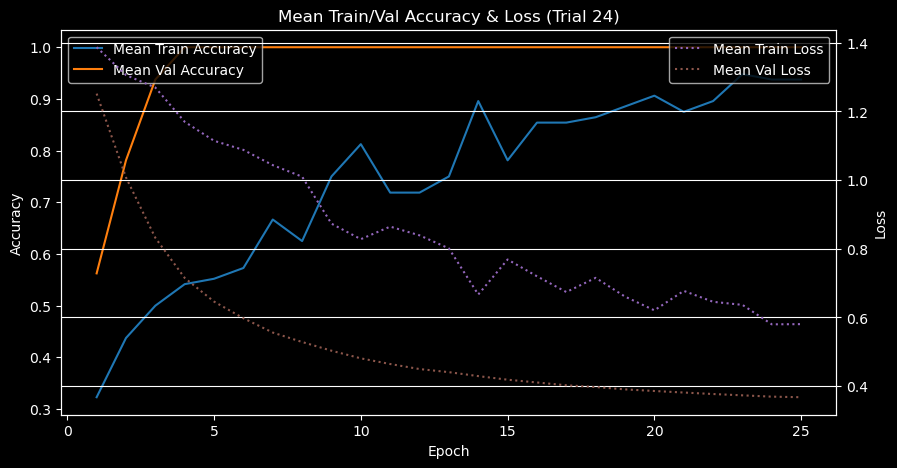 Mean Train/Val Accuracy & Loss (Trial 24)
Mean Train Accuracy
Mean Val Accuracy
Mean Train Loss
Mean Val Loss
1.0
0.9
0.8
0.7
0.6
0.5
0.4
0.3
Accuracy
1.4
1.2
1.0
0.8
0.6
0.4
Loss
0 5 10 15 20 25
Epoch